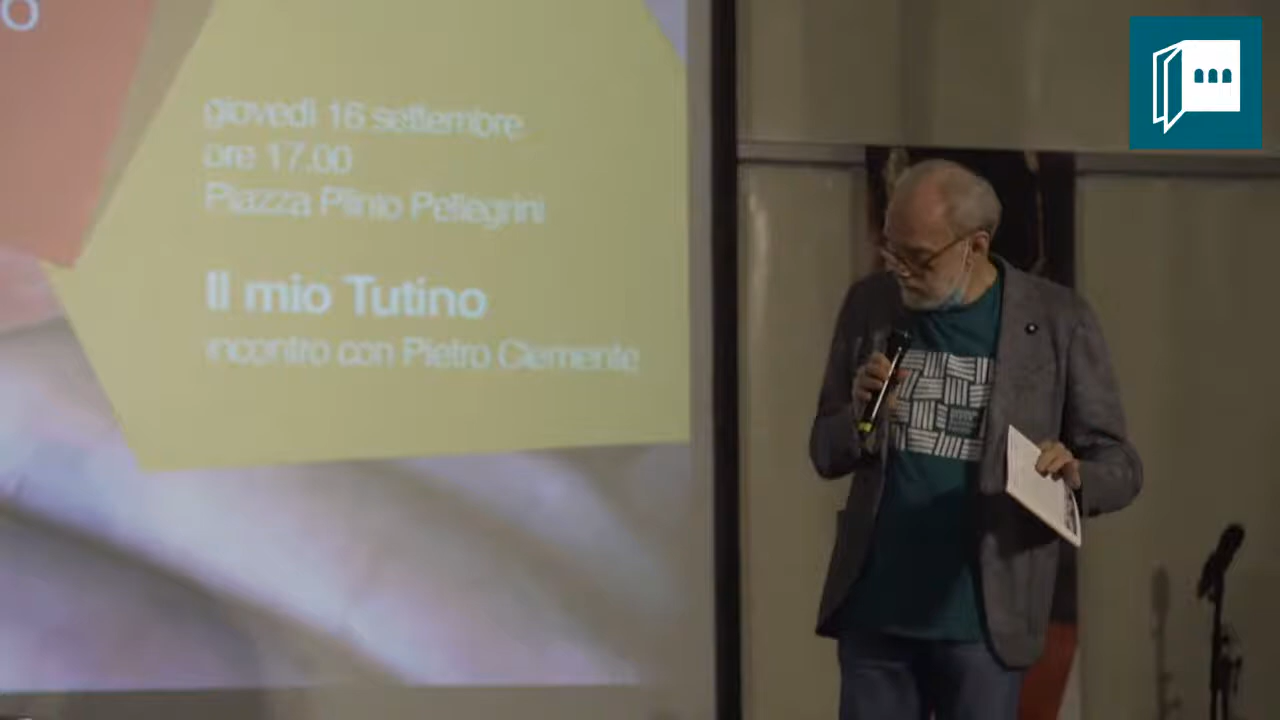 giovedì 16 settembre
ore 17.00
Piazza Plinio Pellegrini
Il mio Tutino
incontro con Pietro Clemente